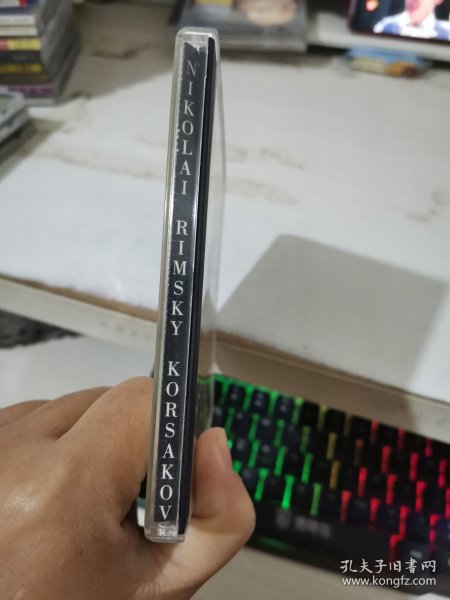 NIKOLAI RIMSKY KORSAKOV
孔夫子旧书网
www.kongfz.com